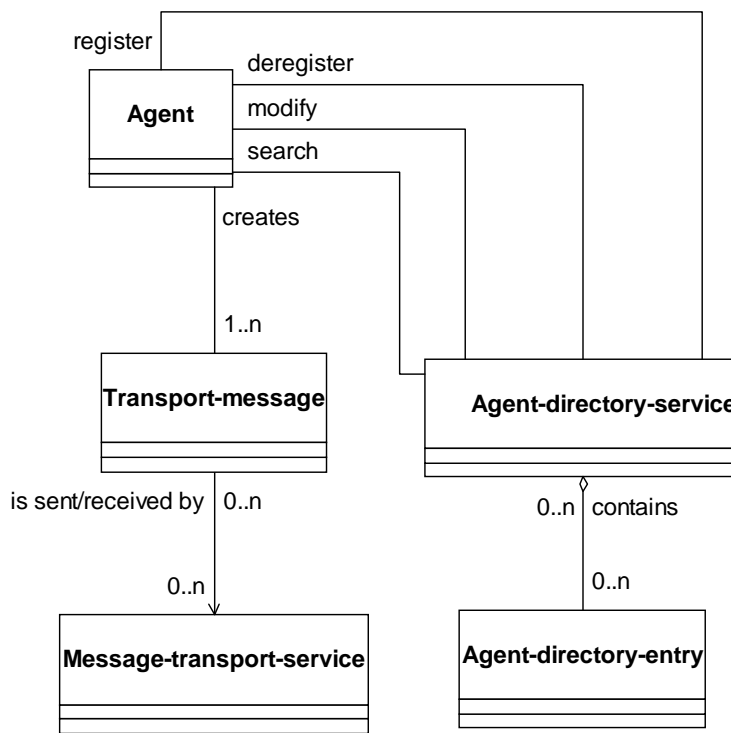 register
deregister
Agent
modify
search
creates
1..n
Transport-message
Agent-directory-service
is sent/received by
0..n
0..n
contains
0..n
0..n
Message-transport-service
Agent-directory-entry